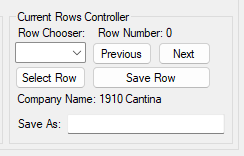 Current Rows Controller
Row Chooser: Row Number: 0
Previous Next
Select Row Save Row
Company Name: 1910 Cantina
Save As: